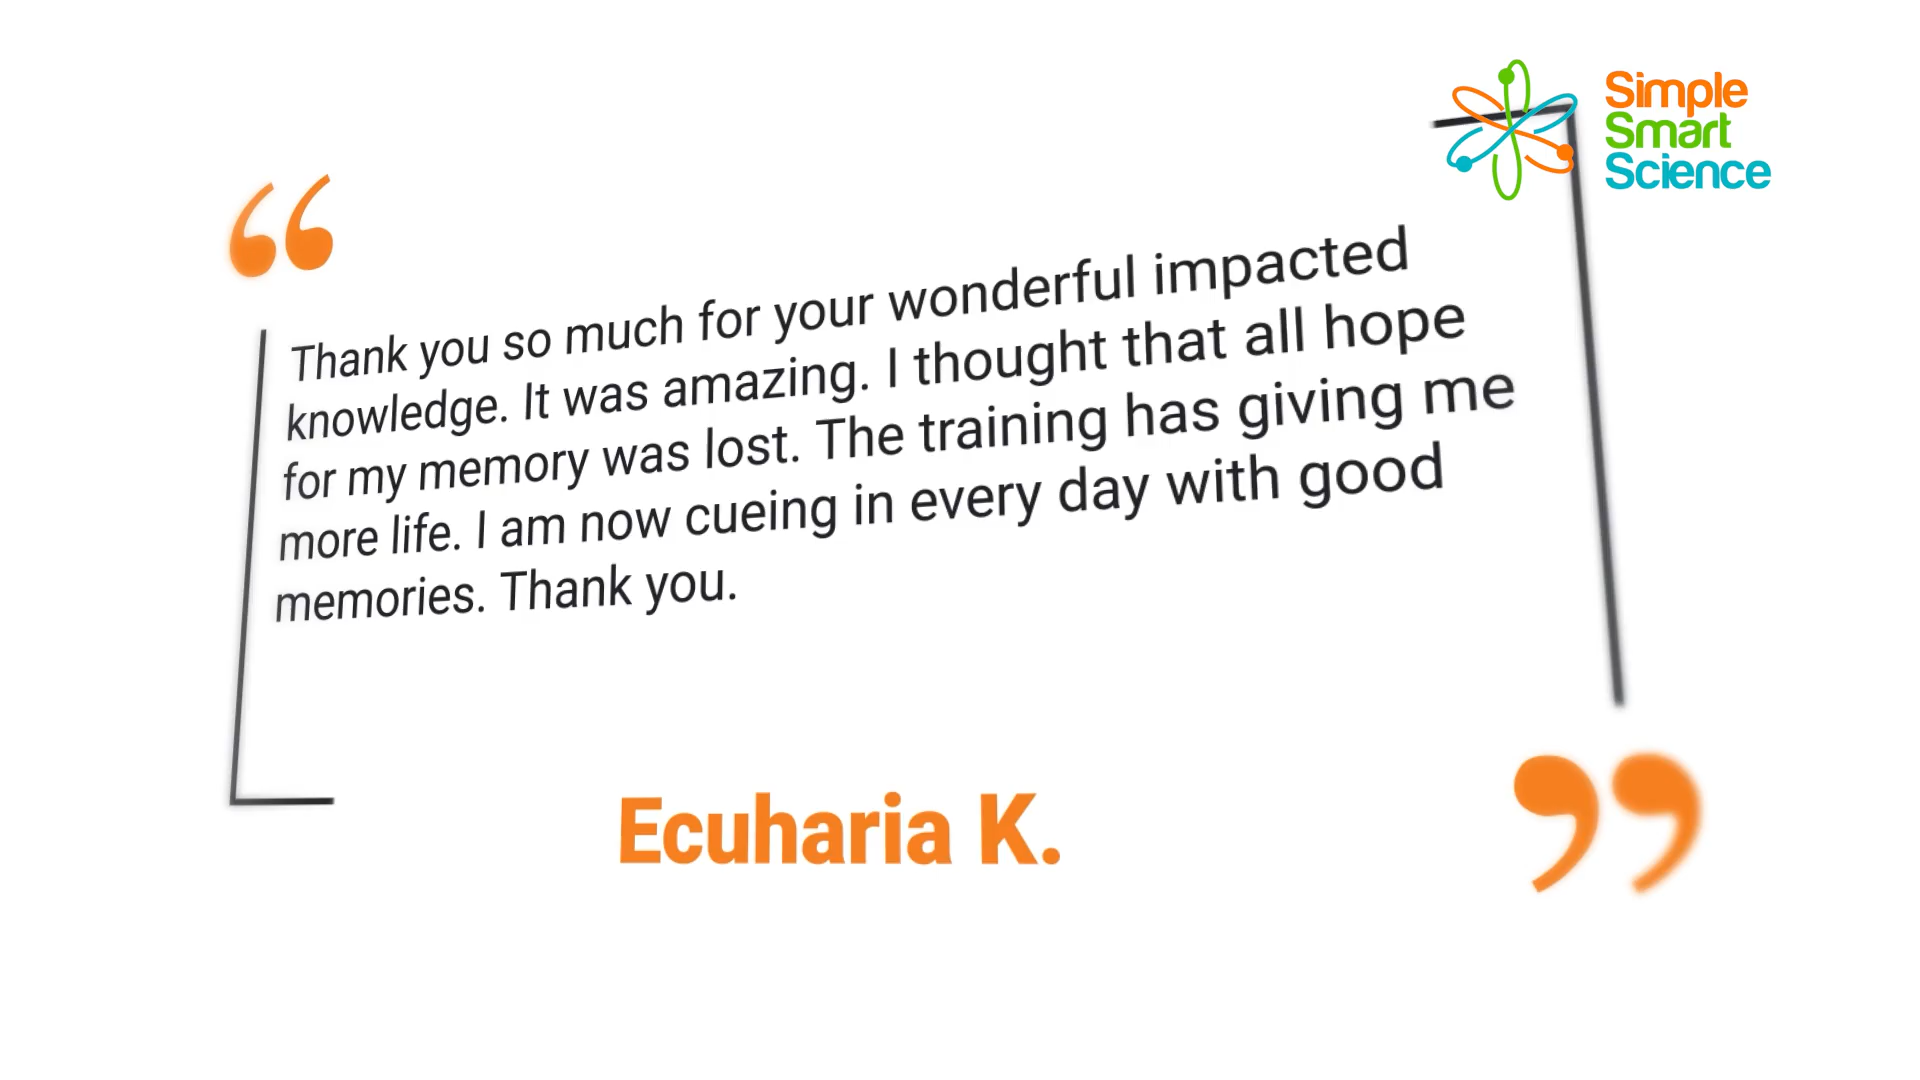 Simple
Smart
Science
Thank you so much for your wonderful impacted
knowledge. It was amazing. I thought that all hope
for my memory was lost. The training has giving me
more life. I am now cueing in every day with good
memories. Thank you.
Ecuharia K.